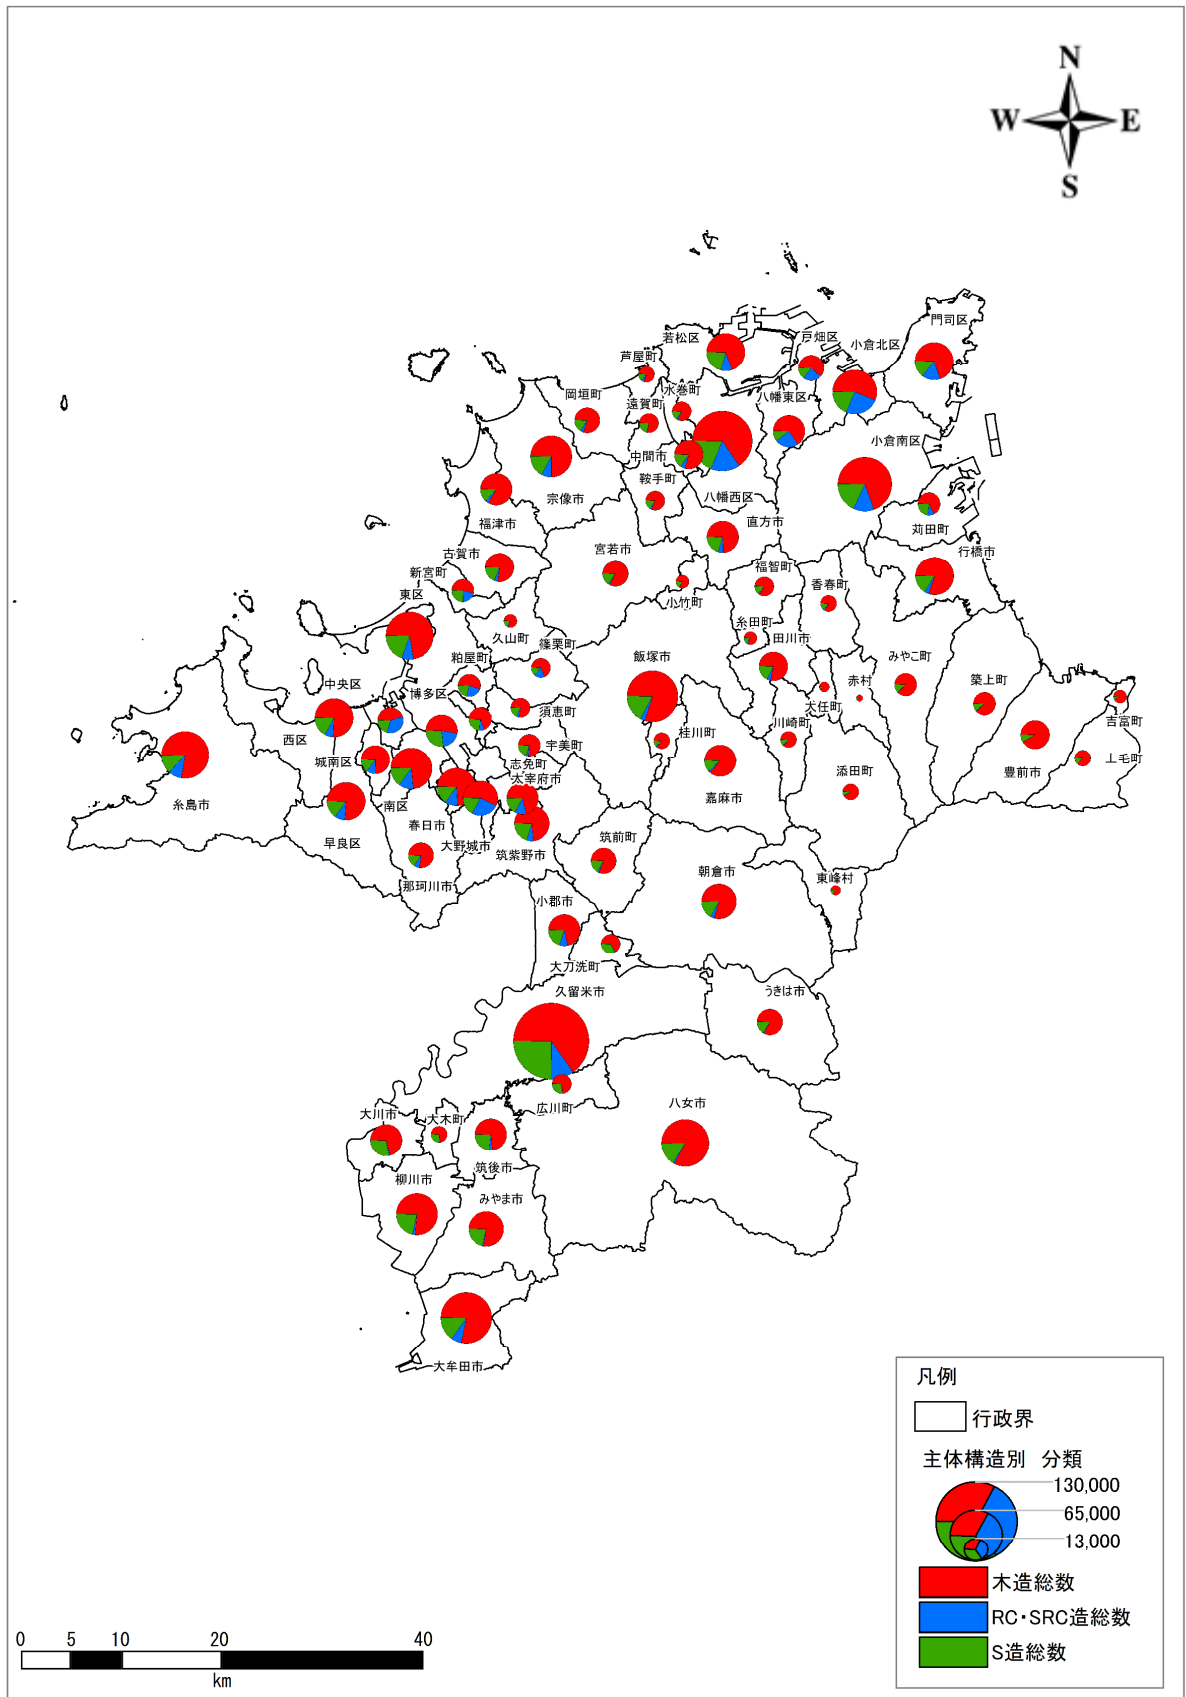 N
W E
S
門司区
若松区
戸畑区
小倉北区
芦屋町
岡垣町
水巻町
遠賀町
八幡東区
小倉南区
中間市
鞍手町
宗像市
八幡西区
福津市
苅田町
直方市
古賀市
宮若市
行橋市
新宮町
福智町
香春町
東区
小竹町
久山町
糸田町
篠栗町
田川市
粕屋町
飯塚市
みやこ町
中央区
博多区
赤村
築上町
大任町
須恵町
吉富町
西区
川崎町
桂川町
宇美町
城南区
志免町
上毛町
太宰府市
添田町
豊前市
嘉麻市
糸島市
南区
春日市
早良区
大野城市
筑紫野市
筑前町
朝倉市
東峰村
那珂川市
小郡市
大刀洗町
久留米市
うきは市
八女市
広川町
大川市
大木町
筑後市
柳川市
みやま市
大牟田市
凡例
行政界
主体構造別 分類
130,000
65,000
13,000
木造総数
RC・SRC造総数
S造総数
0 5 10 20 40
km